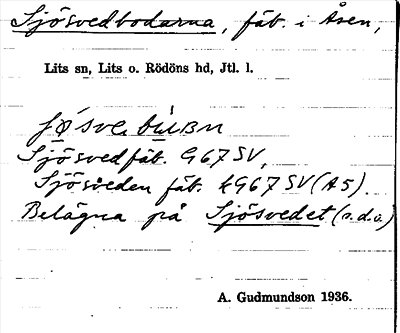 Sjösvedbodarna, fäb. i Åsen,
Lits sn, Lits o. Rödöns hd, Jtl. l.
Sjösvedfäb. G67SV,
Sjösveden fäb. kG67SV(A5).
Belägna på Sjösvedet (s.d.o.)
A. Gudmundson 1936.